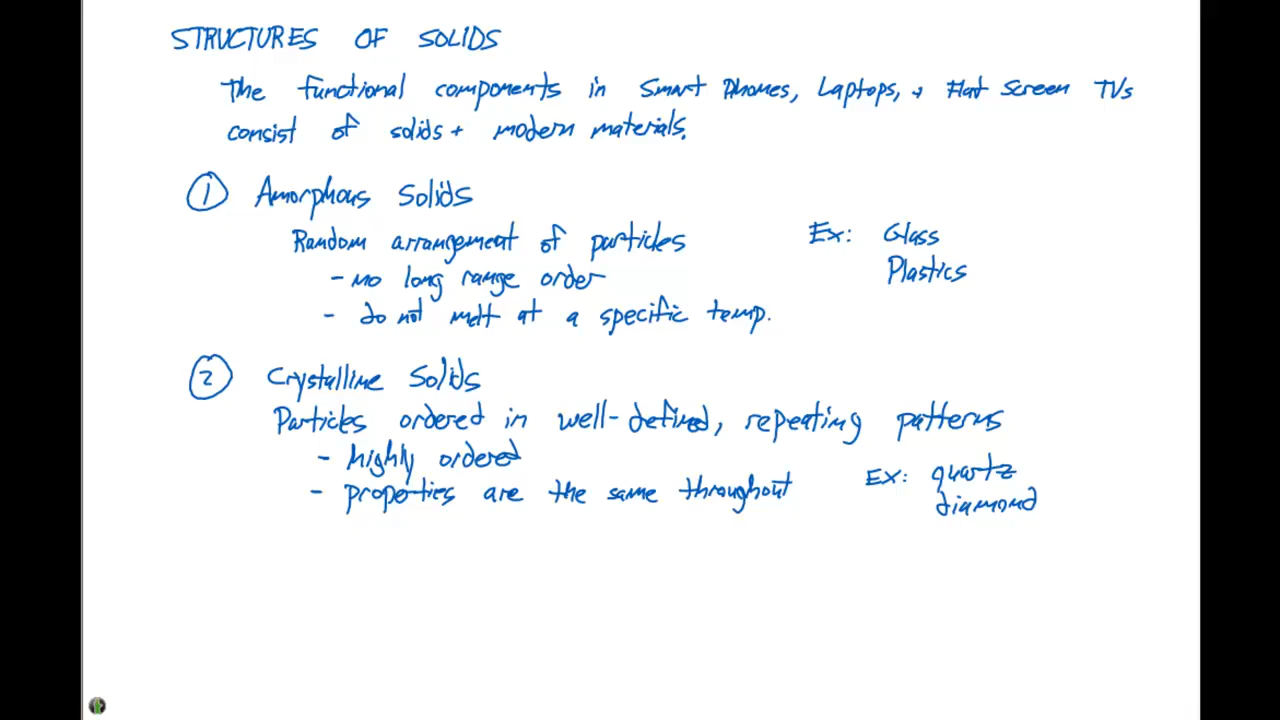 STRUCTURES OF SOLIDS
The functional components in Smart Phones, Laptops, + Flat Screen TVs
consist of solids + modern materials.
1 Amorphous Solids
Random arrangement of particles
- no long range order
- do not melt at a specific temp.
Ex: Glass
Plastics
2 Crystalline Solids
Particles ordered in well-defined, repeating patterns
- highly ordered
- properties are the same throughout
Ex: quartz
diamond